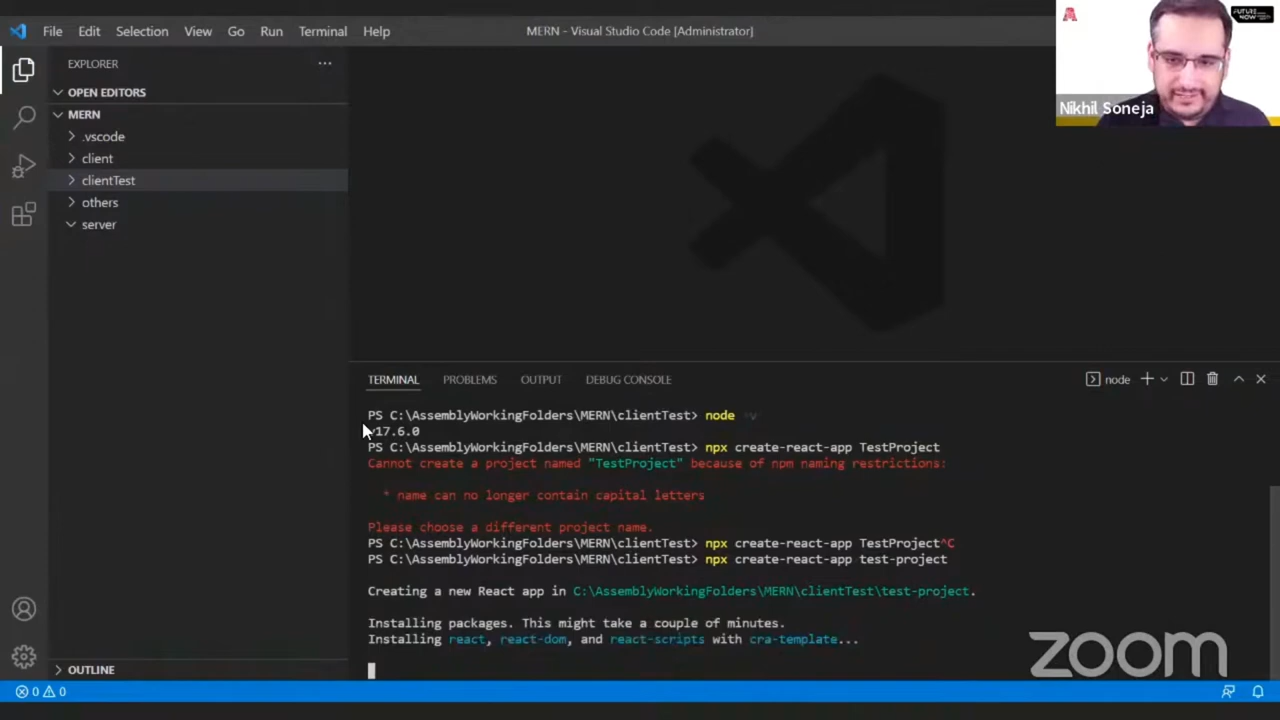 File Edit Selection View Go Run Terminal Help
MERN - Visual Studio Code [Administrator]
FUTURE NOW
Nikhil Soneja
EXPLORER
OPEN EDITORS
MERN
.vscode
client
clientTest
others
server
OUTLINE
TERMINAL PROBLEMS OUTPUT DEBUG CONSOLE
node
PS C:\AssemblyWorkingFolders\MERN\clientTest> node -v
v17.6.0
PS C:\AssemblyWorkingFolders\MERN\clientTest> npx create-react-app TestProject
Cannot create a project named "TestProject" because of npm naming restrictions:
* name can no longer contain capital letters
Please choose a different project name.
PS C:\AssemblyWorkingFolders\MERN\clientTest> npx create-react-app TestProject^C
PS C:\AssemblyWorkingFolders\MERN\clientTest> npx create-react-app test-project
Creating a new React app in C:\AssemblyWorkingFolders\MERN\clientTest\test-project.
Installing packages. This might take a couple of minutes.
Installing react, react-dom, and react-scripts with cra-template...
zoom
0 0